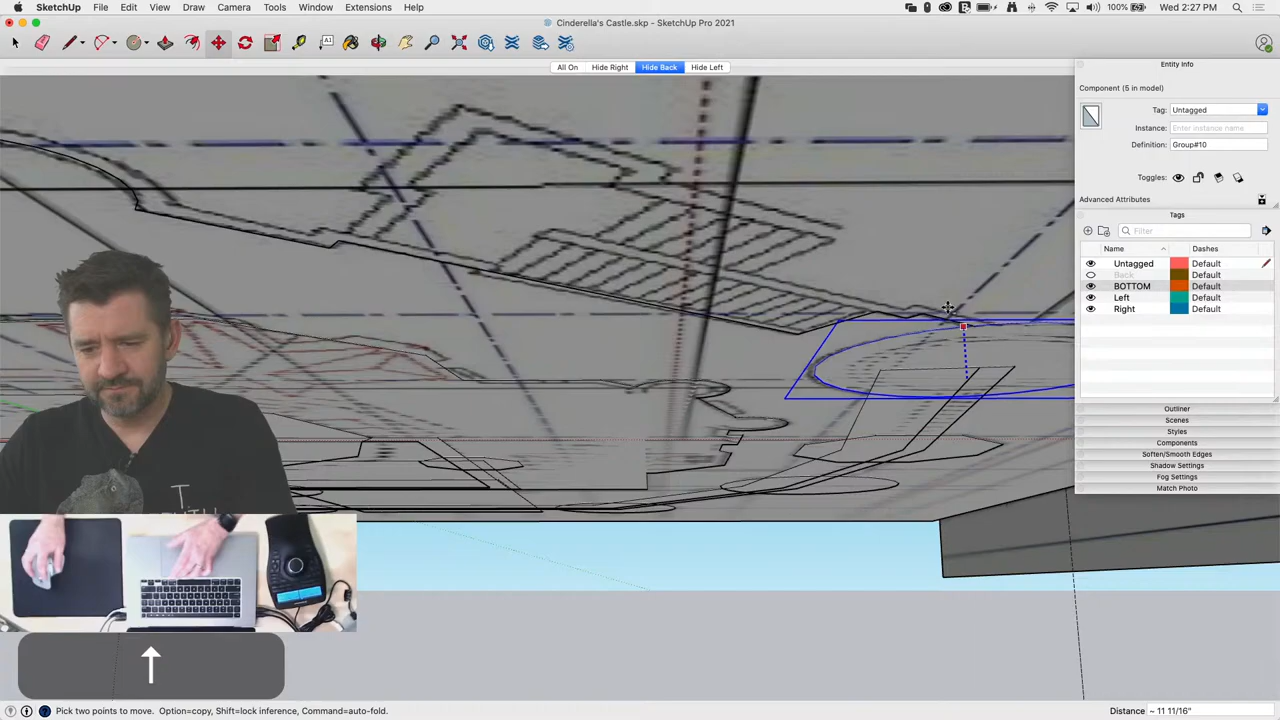 SketchUp File Edit View Draw Camera Tools Window Extensions Help 100% Wed 2:27 PM
Cinderella's Castle.skp - SketchUp Pro 2021
All On Hide Right Hide Back Hide Left
Entity Info
Component (5 in model)
Tag: Untagged
Instance: Enter instance name
Definition: Group#10
Toggles:
Advanced Attributes
Tags
Filter
Name Dashes
Untagged Default
Back Default
BOTTOM Default
Left Default
Right Default
Outliner
Scenes
Styles
Components
Soften/Smooth Edges
Shadow Settings
Fog Settings
Match Photo
Pick two points to move. Option=copy, Shift=lock inference, Command=auto-fold.
Distance ~ 11 11/16"